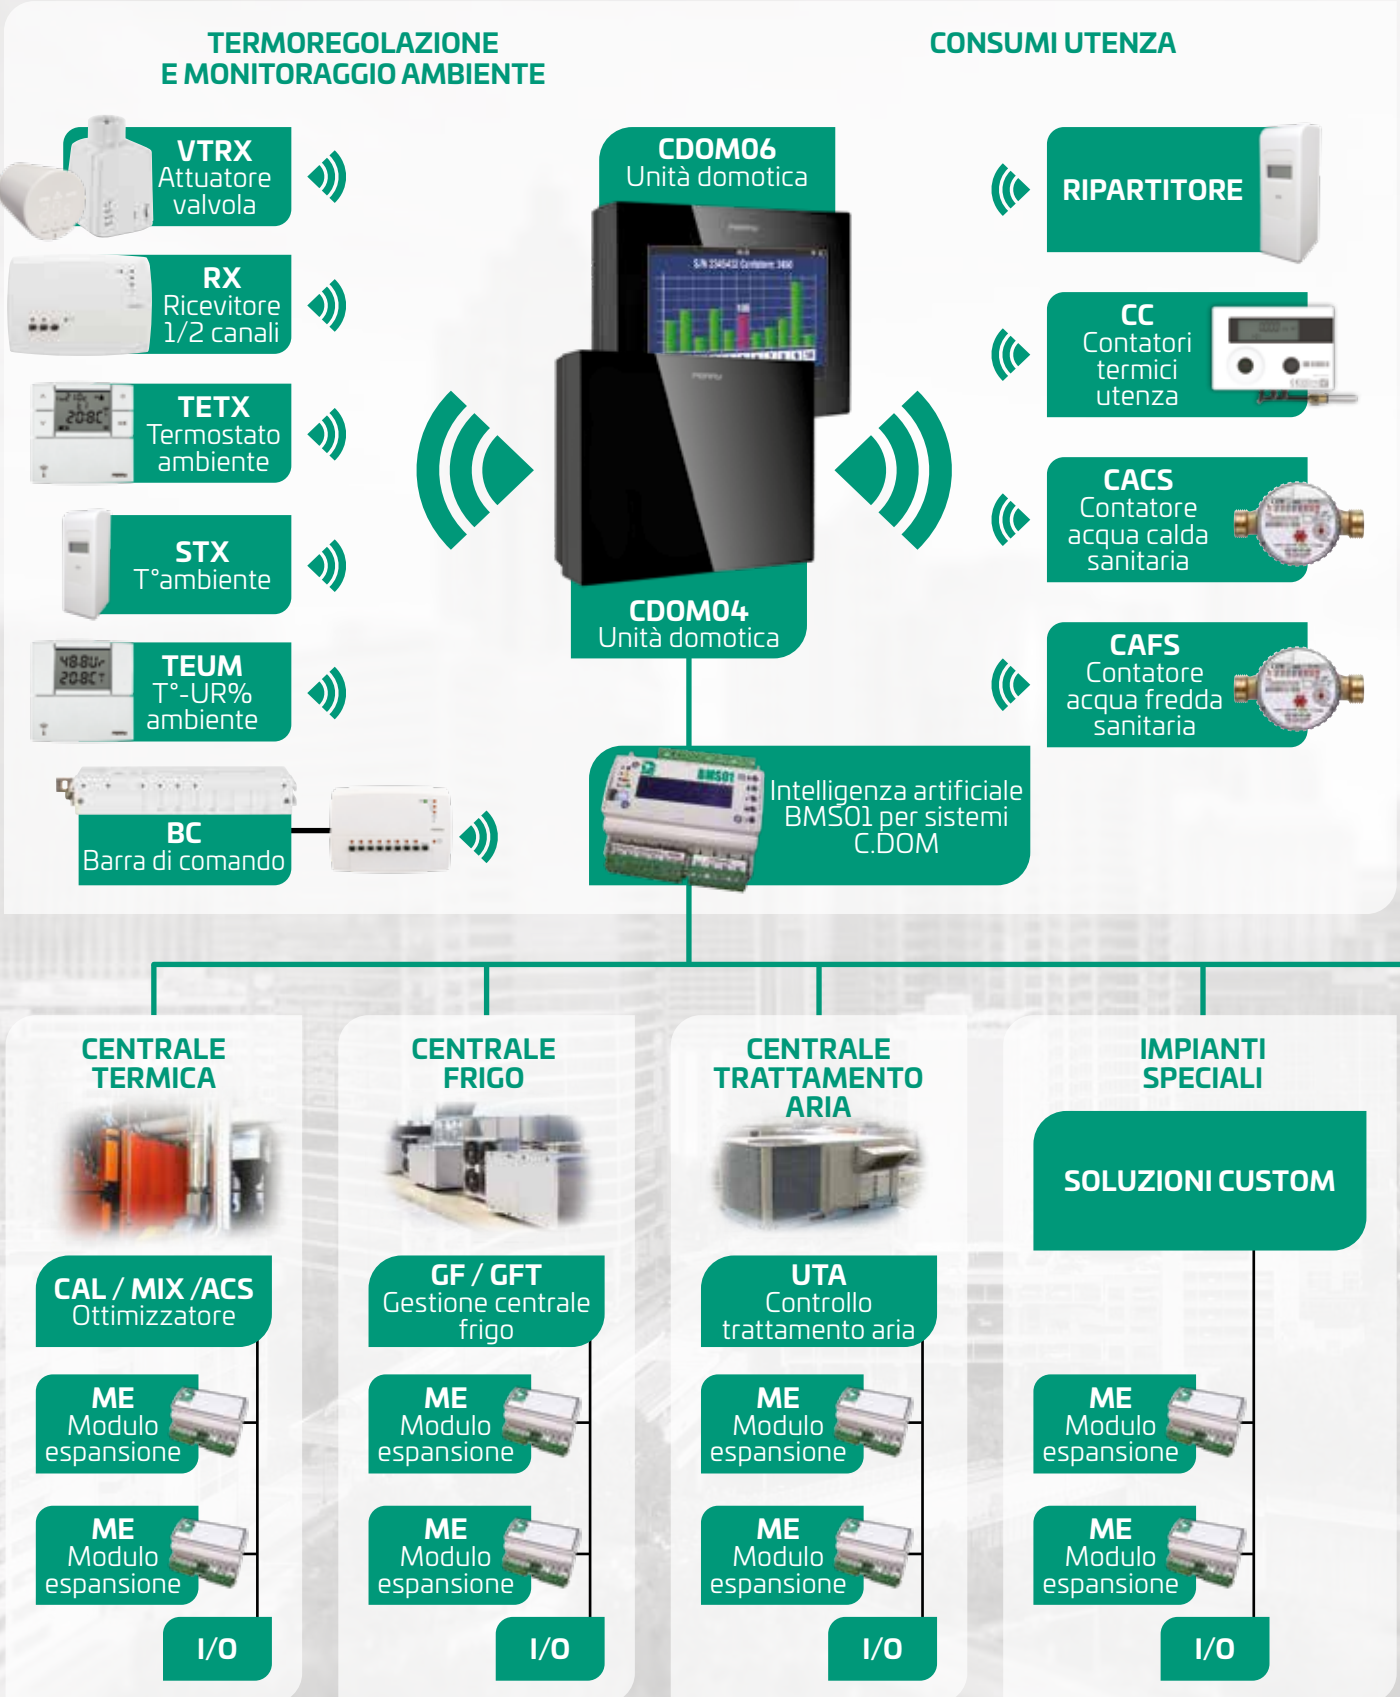 TERMOREGOLAZIONE
E MONITORAGGIO AMBIENTE
CONSUMI UTENZA
VTRX
Attuatore
valvola
RX
Ricevitore
1/2 canali
TETX
Termostato
ambiente
STX
T°ambiente
TEUM
T°-UR%
ambiente
BC
Barra di comando
CDOM06
Unità domotica
S/N 2345432 Contatore: 3460
CDOM04
Unità domotica
BMS01
Intelligenza artificiale
BMS01 per sistemi
C.DOM
RIPARTITORE
CC
Contatori
termici
utenza
CACS
Contatore
acqua calda
sanitaria
CAFS
Contatore
acqua fredda
sanitaria
CENTRALE
TERMICA
CAL / MIX /ACS
Ottimizzatore
ME
Modulo
espansione
ME
Modulo
espansione
I/O
CENTRALE
FRIGO
GF / GFT
Gestione centrale
frigo
ME
Modulo
espansione
ME
Modulo
espansione
I/O
CENTRALE
TRATTAMENTO
ARIA
UTA
Controllo
trattamento aria
ME
Modulo
espansione
ME
Modulo
espansione
I/O
IMPIANTI
SPECIALI
SOLUZIONI CUSTOM
ME
Modulo
espansione
ME
Modulo
espansione
I/O